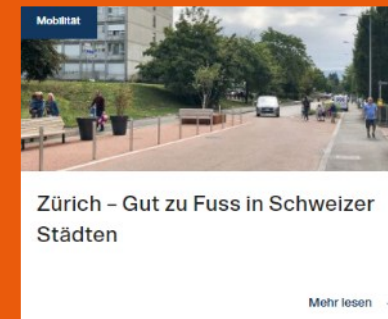 Mobilität
Zürich – Gut zu Fuss in Schweizer
Städten
Mehr lesen